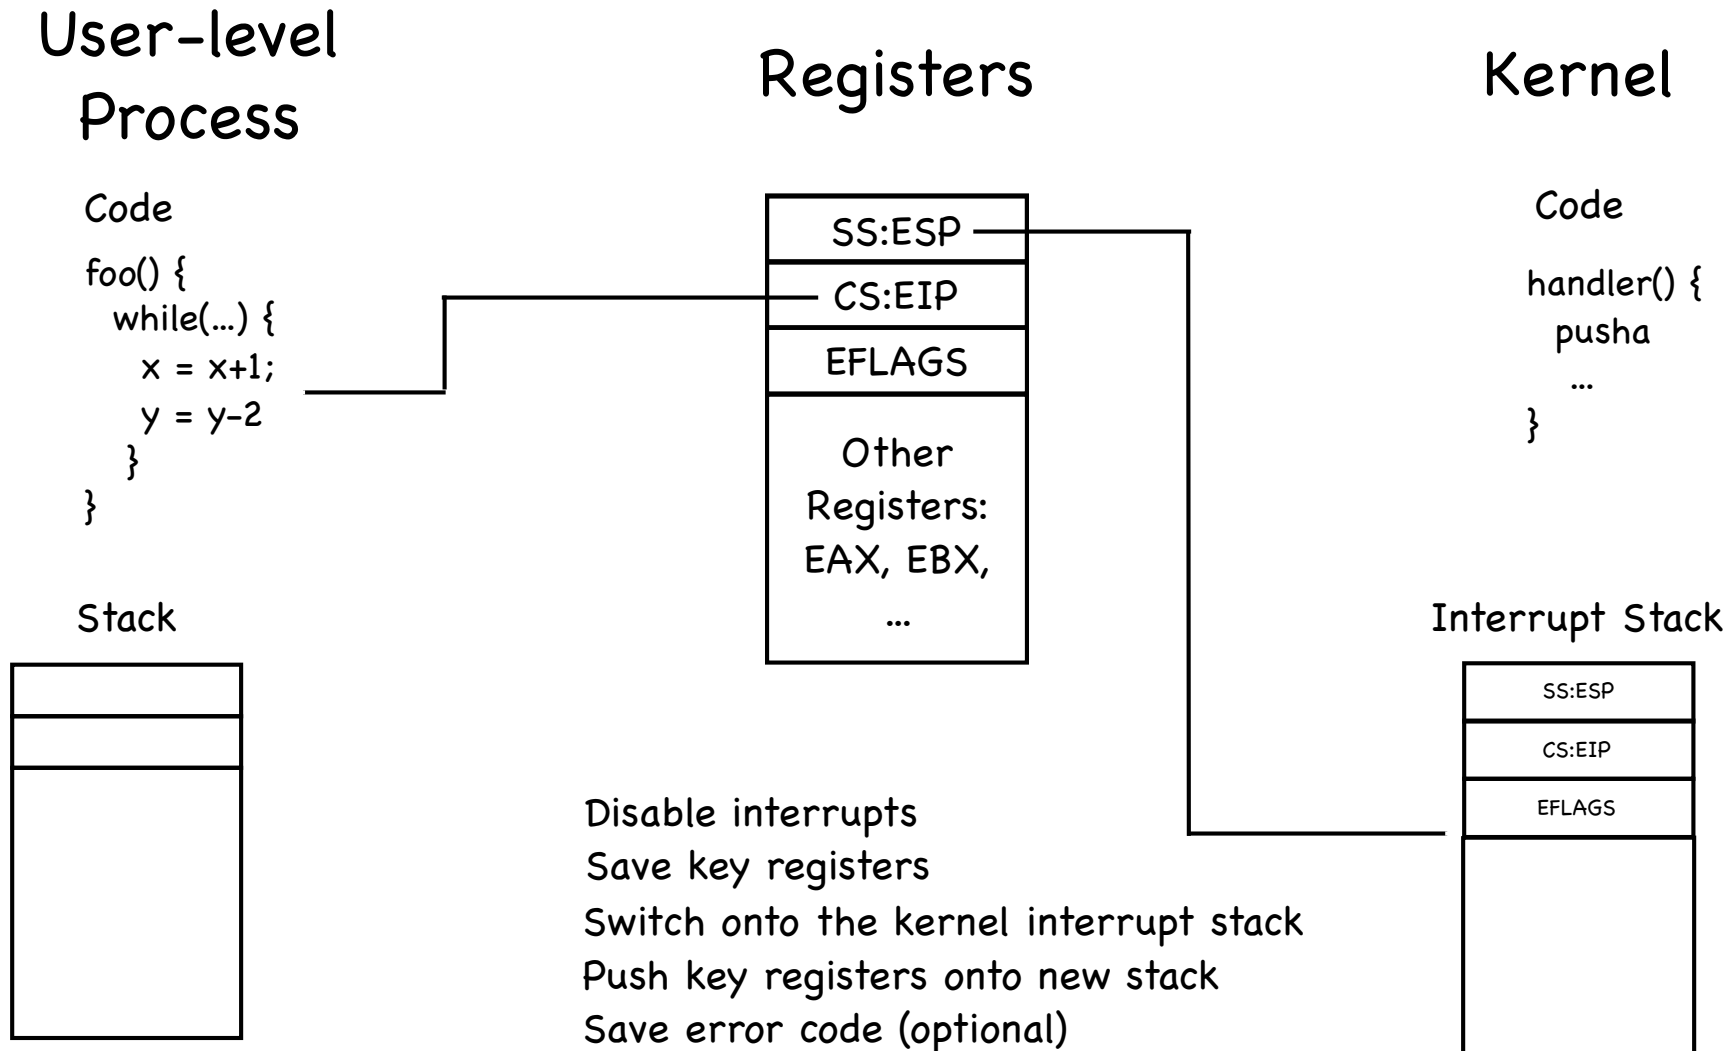 User-level
Process
Registers
Kernel
Code
foo() {
while(...) {
x = x+1;
y = y-2
}
}
Stack
SS:ESP
CS:EIP
EFLAGS
Other
Registers:
EAX, EBX,
...
Code
handler() {
pusha
...
}
Interrupt Stack
SS:ESP
CS:EIP
EFLAGS
Disable interrupts
Save key registers
Switch onto the kernel interrupt stack
Push key registers onto new stack
Save error code (optional)